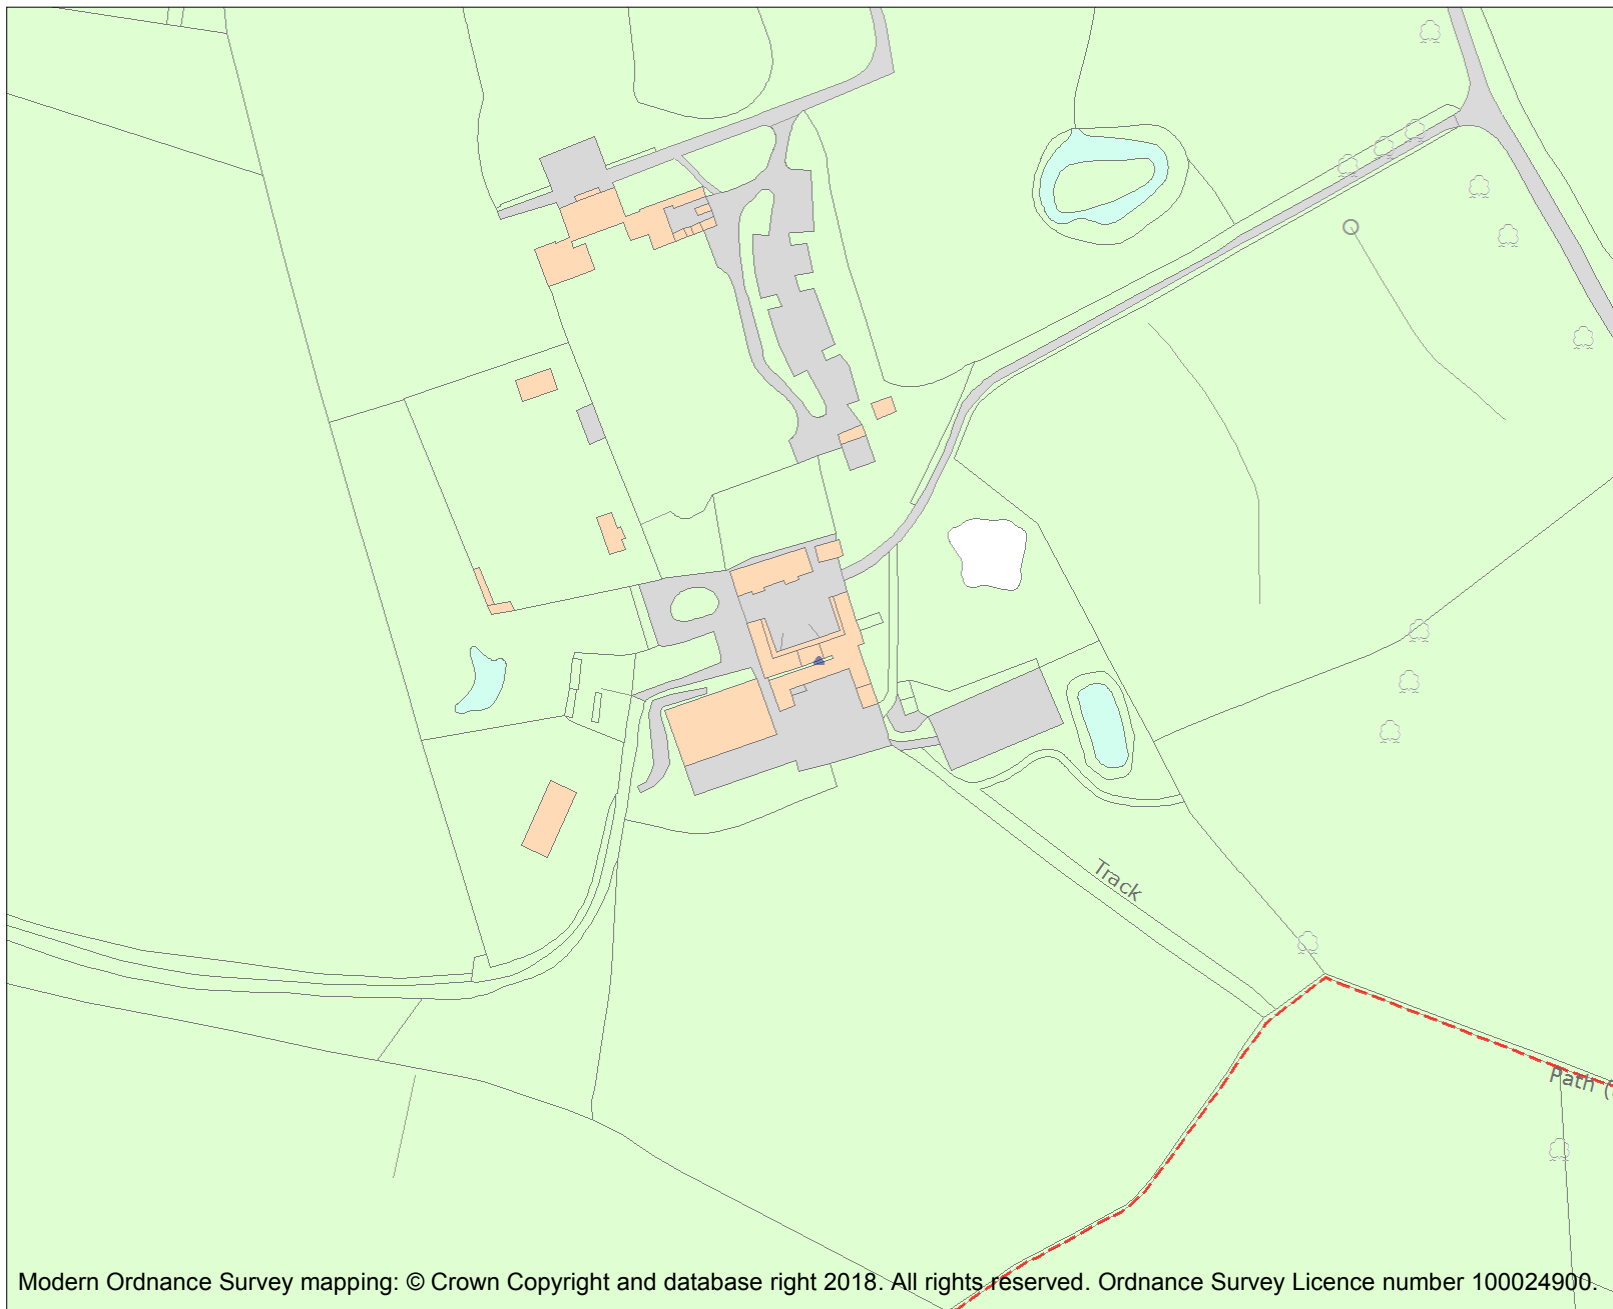 Track
Path (
Modern Ordnance Survey mapping: © Crown Copyright and database right 2018. All rights reserved. Ordnance Survey Licence number 100024900.